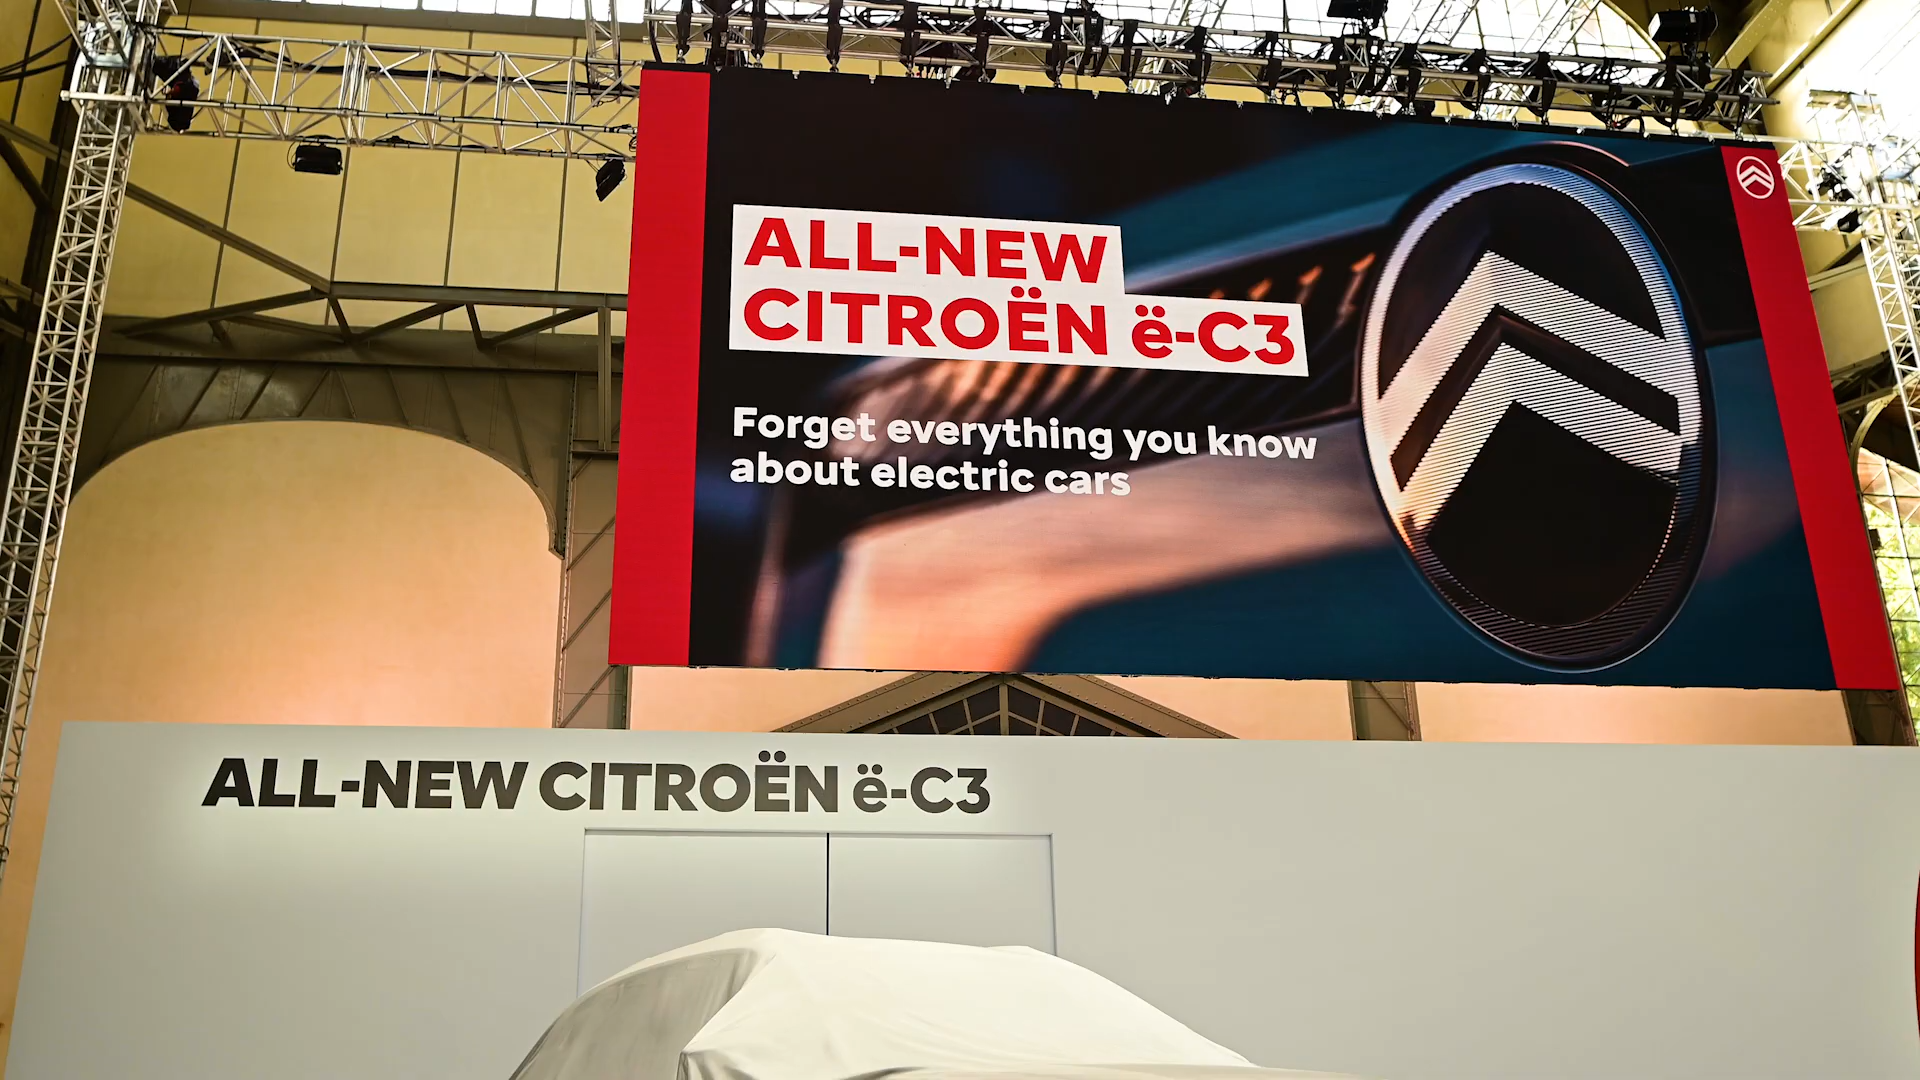 ALL-NEW
CITROËN ë-C3
Forget everything you know
about electric cars
ALL-NEW CITROËN ë-C3